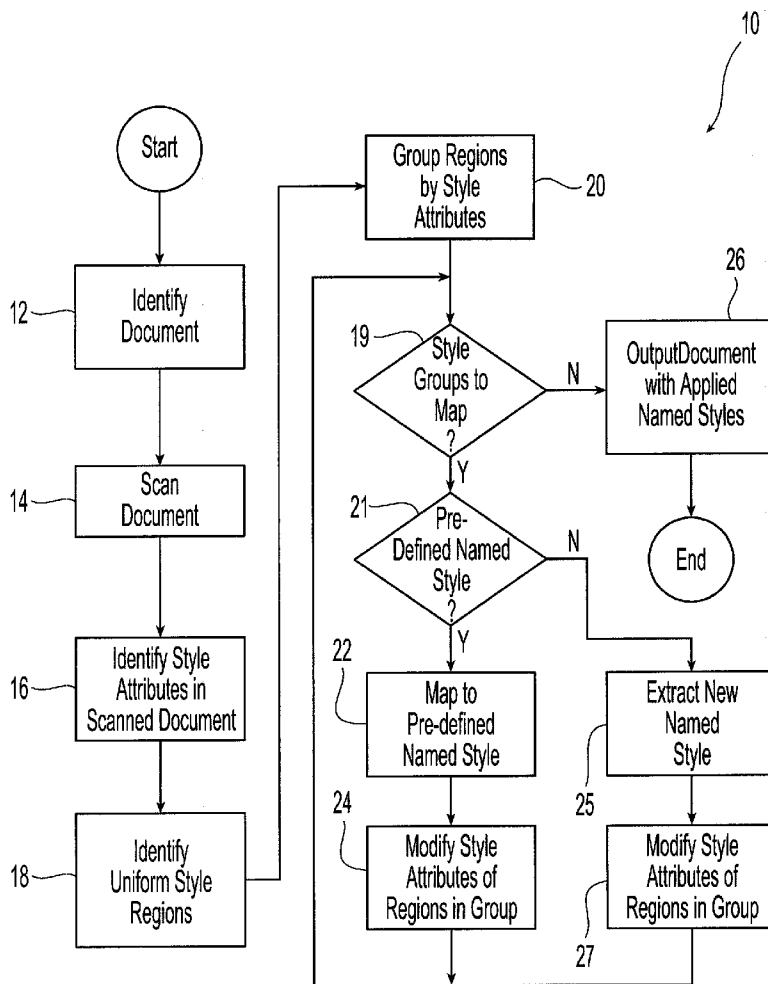 10
Start
12
Identify
Document
14
Scan
Document
16
Identify Style
Attributes in
Scanned Document
18
Identify
Uniform Style
Regions
Group Regions
by Style
Attributes
20
19
Style
Groups to
Map
?
N
Y
26
OutputDocument
with Applied
Named Styles
End
21
Pre-
Defined Named
Style
?
N
Y
22
Map to
Pre-defined
Named Style
Extract New
Named
Style
25
24
Modify Style
Attributes of
Regions in Group
Modify Style
Attributes of
Regions in Group
27